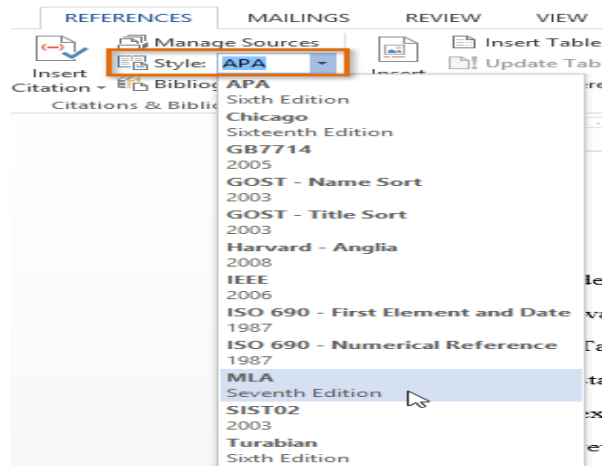 REFERENCES MAILINGS REVIEW VIEW
Manage Sources
Insert Table
Style: APA
Update Tab
Insert
Citation
Bibliog
Citations & Biblio
APA
Sixth Edition
Chicago
Sixteenth Edition
GB7714
2005
GOST - Name Sort
2003
GOST - Title Sort
2003
Harvard - Anglia
2008
IEEE
2006
ISO 690 - First Element and Date
1987
ISO 690 - Numerical Reference
1987
MLA
Seventh Edition
SIST02
2003
Turabian
Sixth Edition